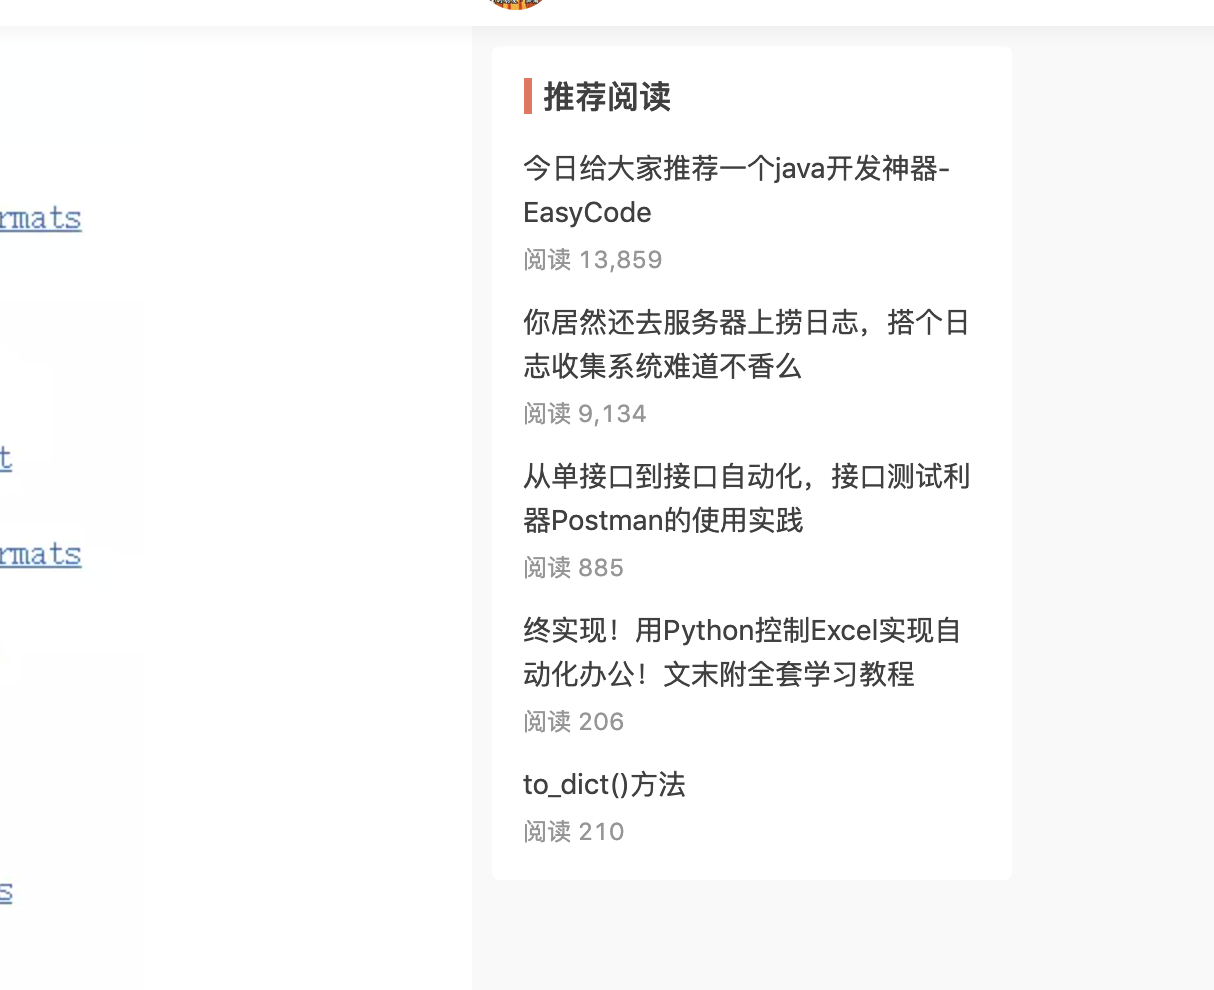 rmats
t
rmats
s
推荐阅读
今日给大家推荐一个java开发神器-
EasyCode
阅读 13,859
你居然还去服务器上捞日志，搭个日
志收集系统难道不香么
阅读 9,134
从单接口到接口自动化，接口测试利
器Postman的使用实践
阅读 885
终实现！用Python控制Excel实现自
动化办公！文末附全套学习教程
阅读 206
to_dict()方法
阅读 210